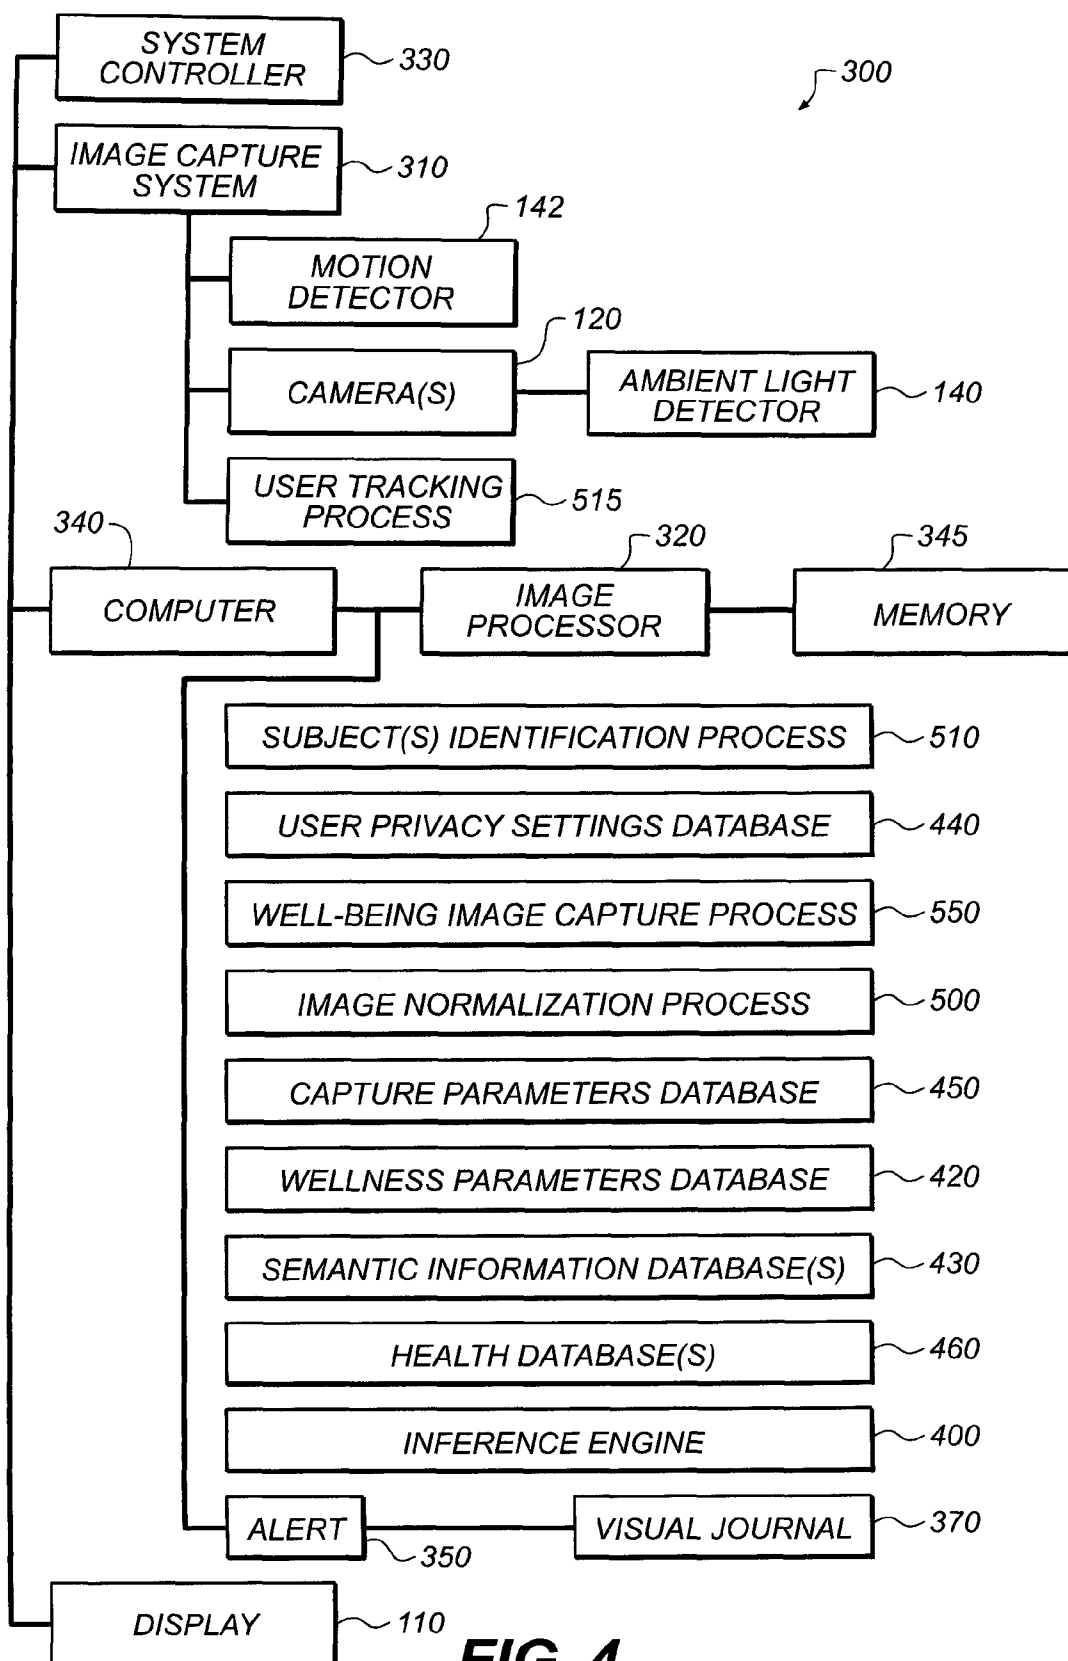 SYSTEM
CONTROLLER
330
300
IMAGE CAPTURE
SYSTEM
310
142
MOTION
DETECTOR
120
CAMERA(S)
AMBIENT LIGHT
DETECTOR
140
USER TRACKING
PROCESS
515
340
320
345
COMPUTER
IMAGE
PROCESSOR
MEMORY
SUBJECT(S) IDENTIFICATION PROCESS
510
USER PRIVACY SETTINGS DATABASE
440
WELL-BEING IMAGE CAPTURE PROCESS
550
IMAGE NORMALIZATION PROCESS
500
CAPTURE PARAMETERS DATABASE
450
WELLNESS PARAMETERS DATABASE
420
SEMANTIC INFORMATION DATABASE(S)
430
HEALTH DATABASE(S)
460
INFERENCE ENGINE
400
ALERT
350
VISUAL JOURNAL
370
DISPLAY
110
FIG. 4